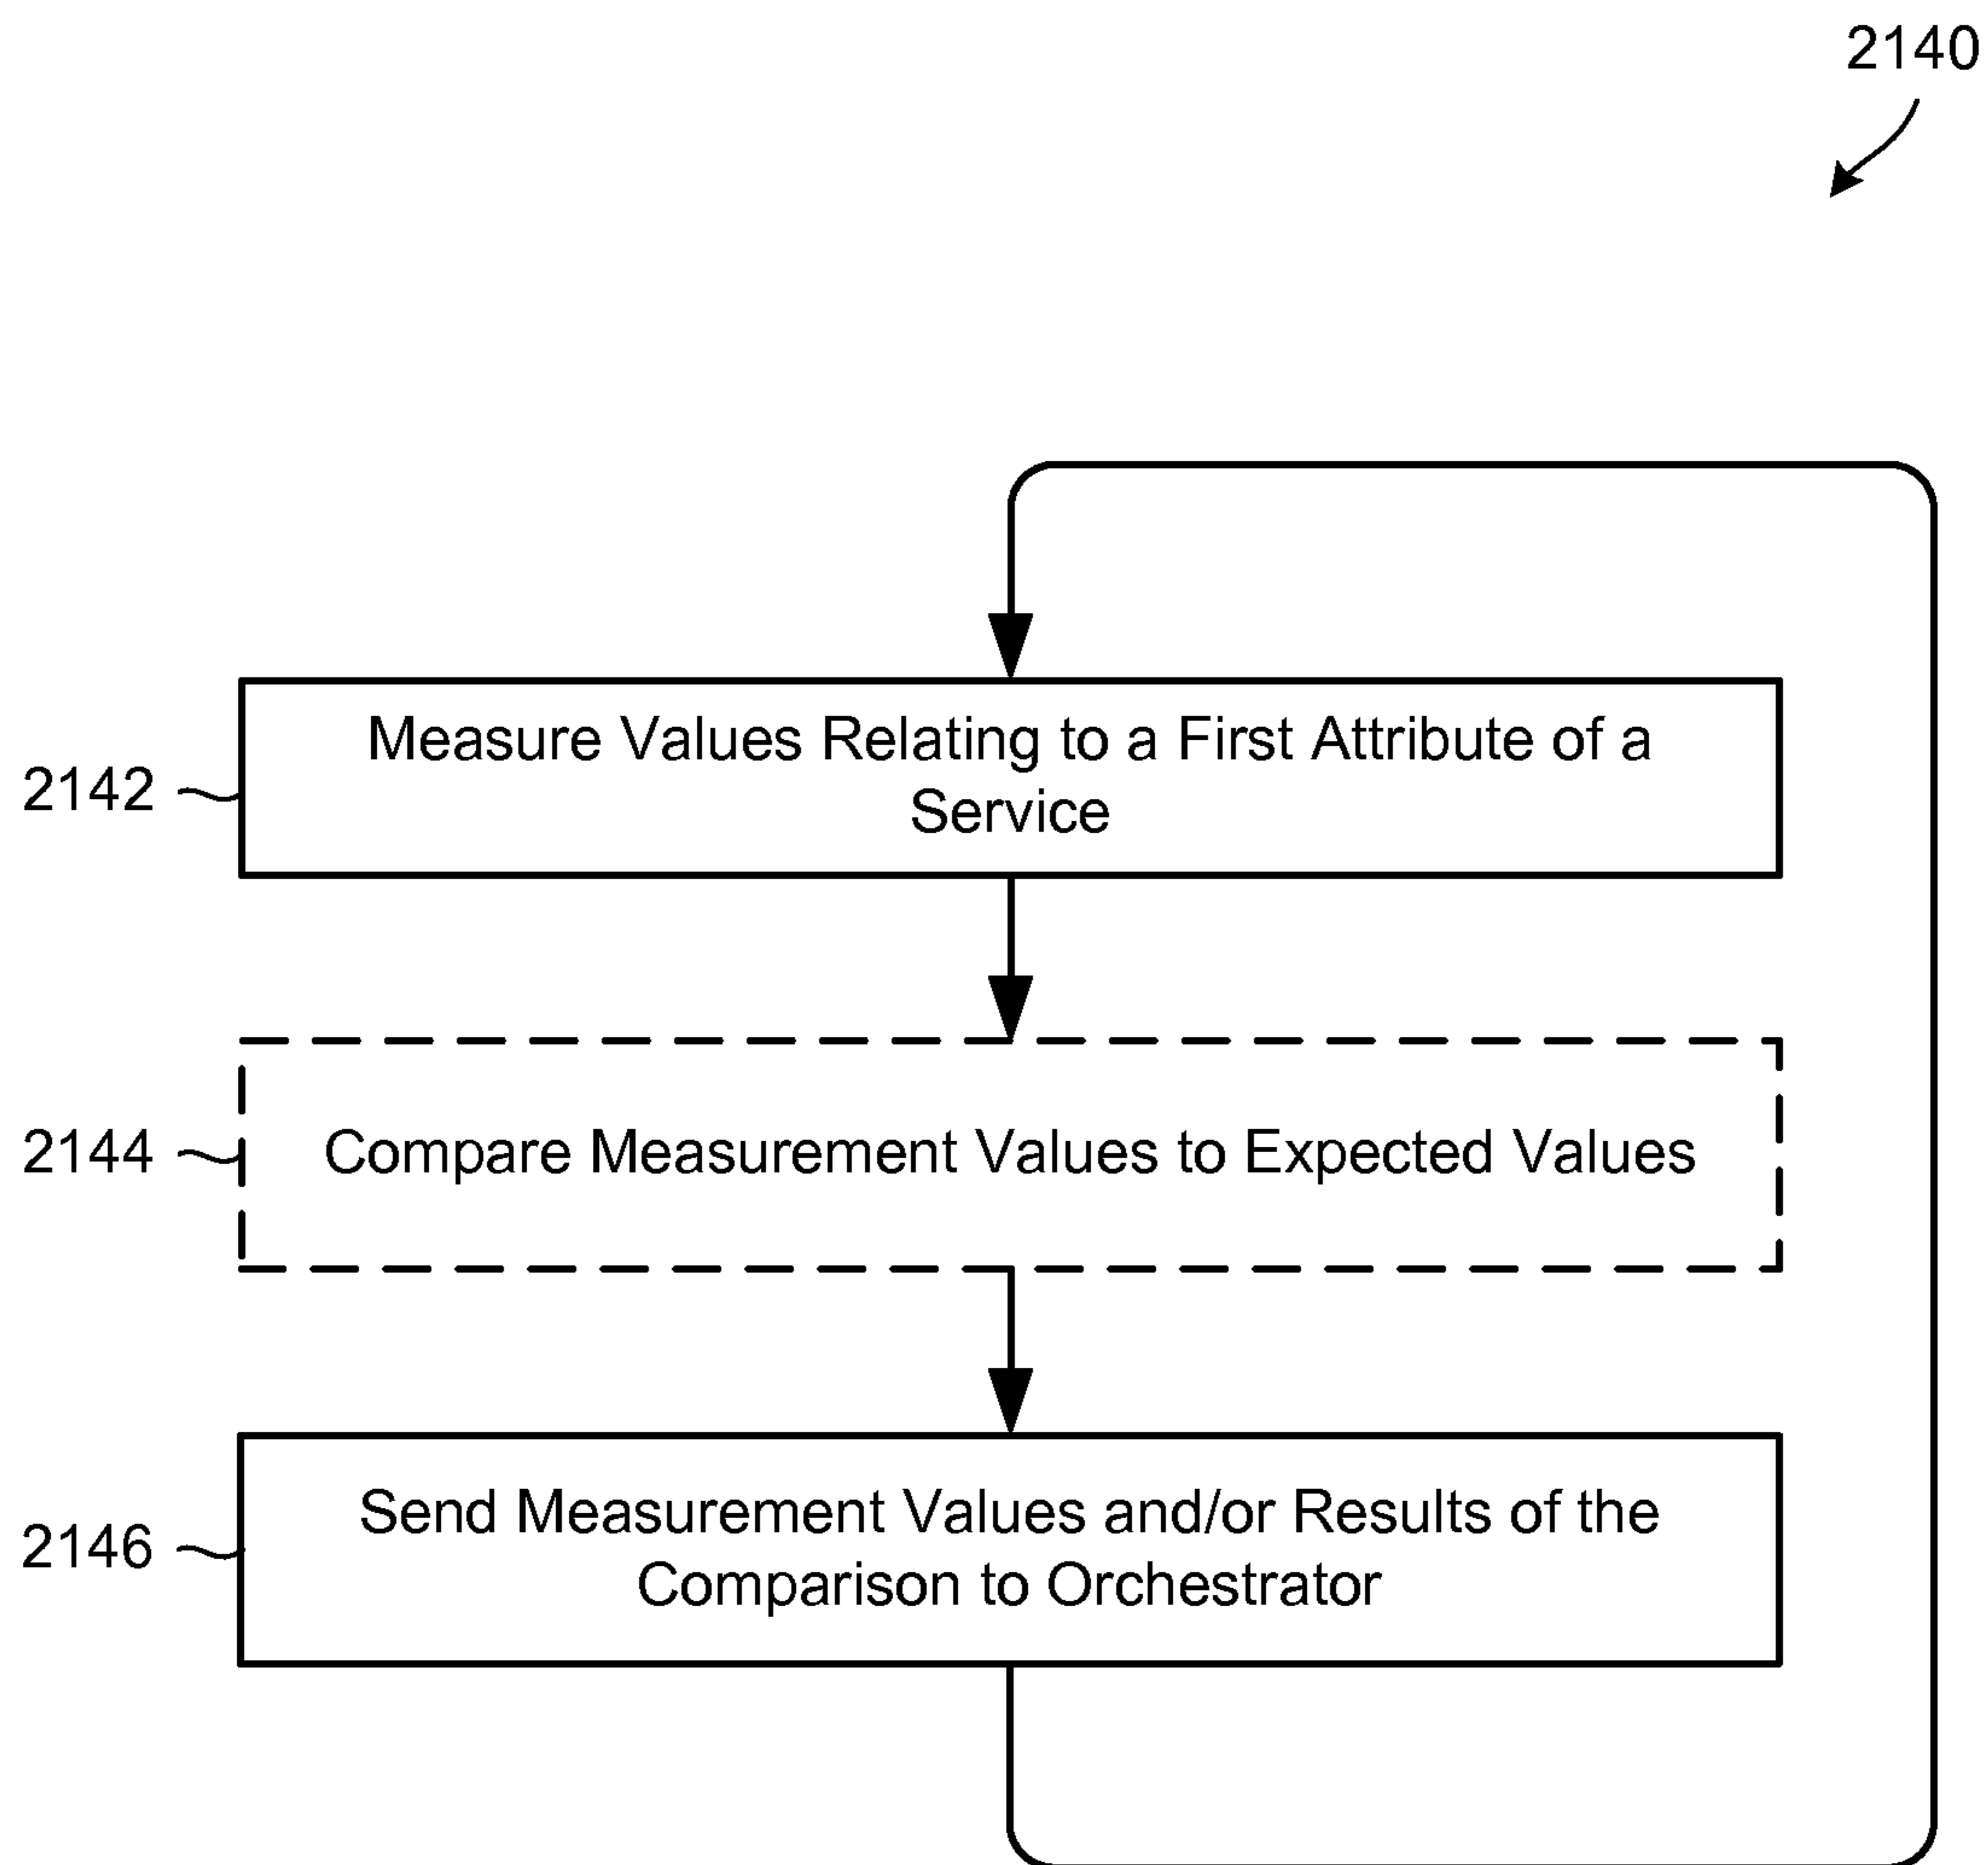 2140
Measure Values Relating to a First Attribute of a
Service
2142
Compare Measurement Values to Expected Values
2144
Send Measurement Values and/or Results of the
Comparison to Orchestrator
2146